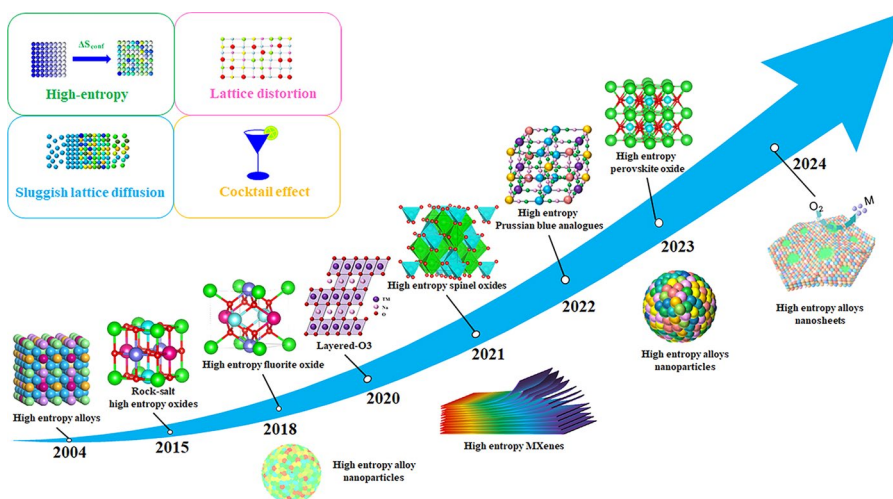 ΔSconf
High-entropy
Lattice distortion
Sluggish lattice diffusion
Cocktail effect
High entropy alloys
2004
Rock-salt
high entropy oxides
2015
High entropy fluorite oxide
2018
High entropy alloy
nanoparticles
TM
Na
O
Layered-O3
2020
High entropy spinel oxides
2021
High entropy MXenes
High entropy
Prussian blue analogues
2022
High entropy
perovskite oxide
2023
High entropy alloys
nanoparticles
2024
O2
M
High entropy alloys
nanosheets